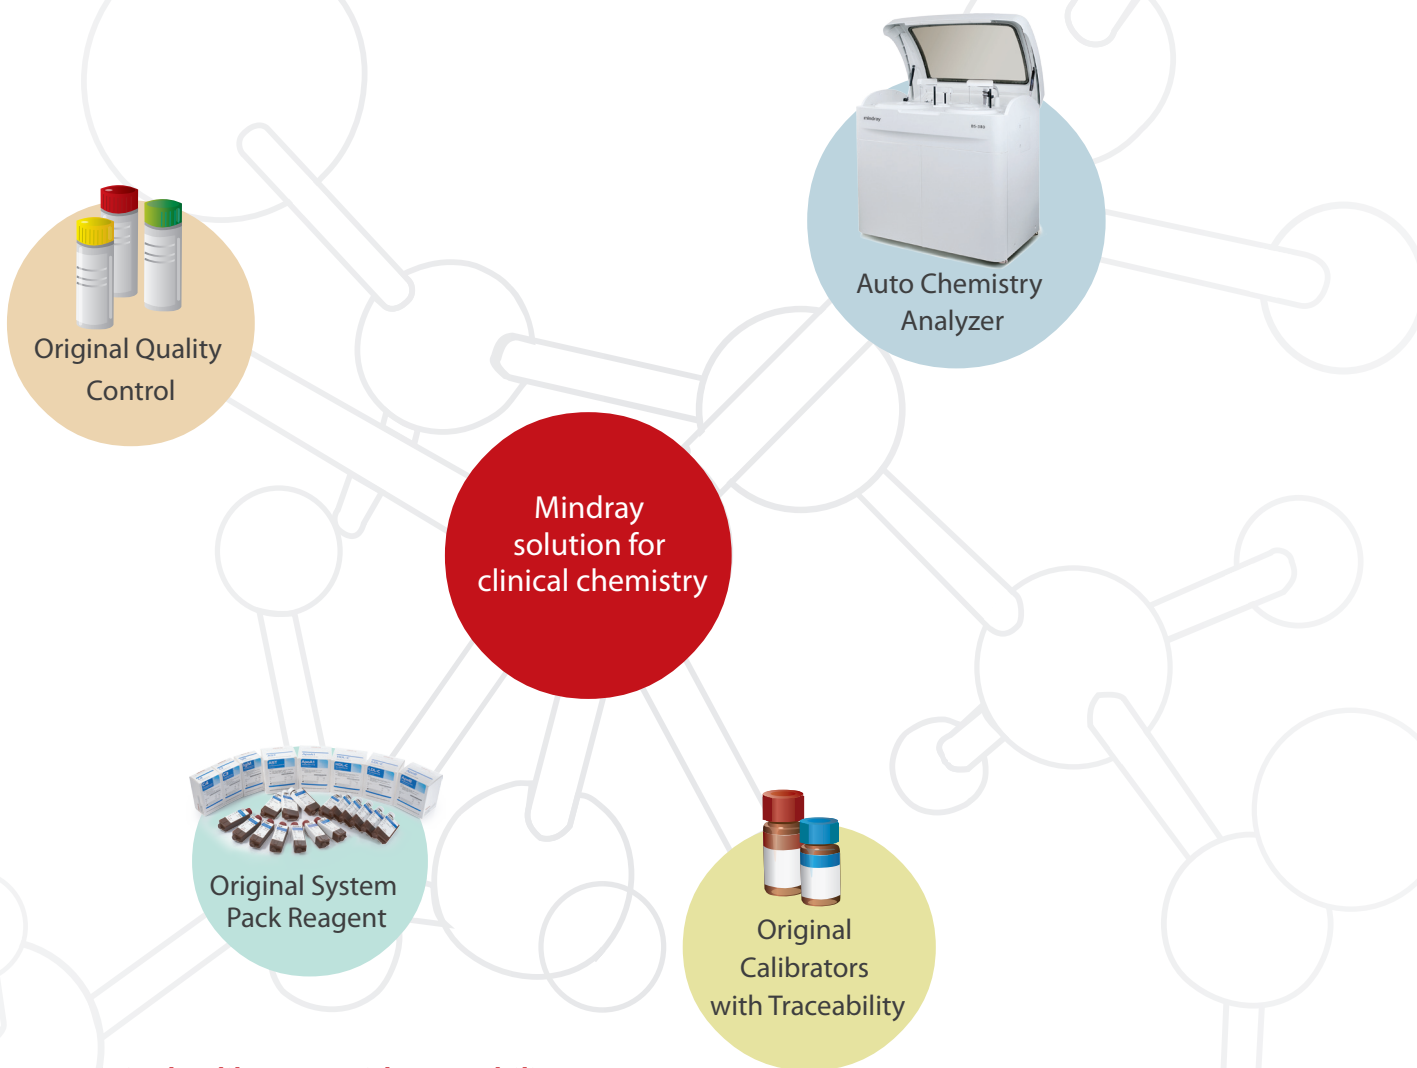 mindray
Original Quality
Control
Auto Chemistry
Analyzer
Mindray
solution for
clinical chemistry
Original System
Pack Reagent
Original
Calibrators
with Traceability